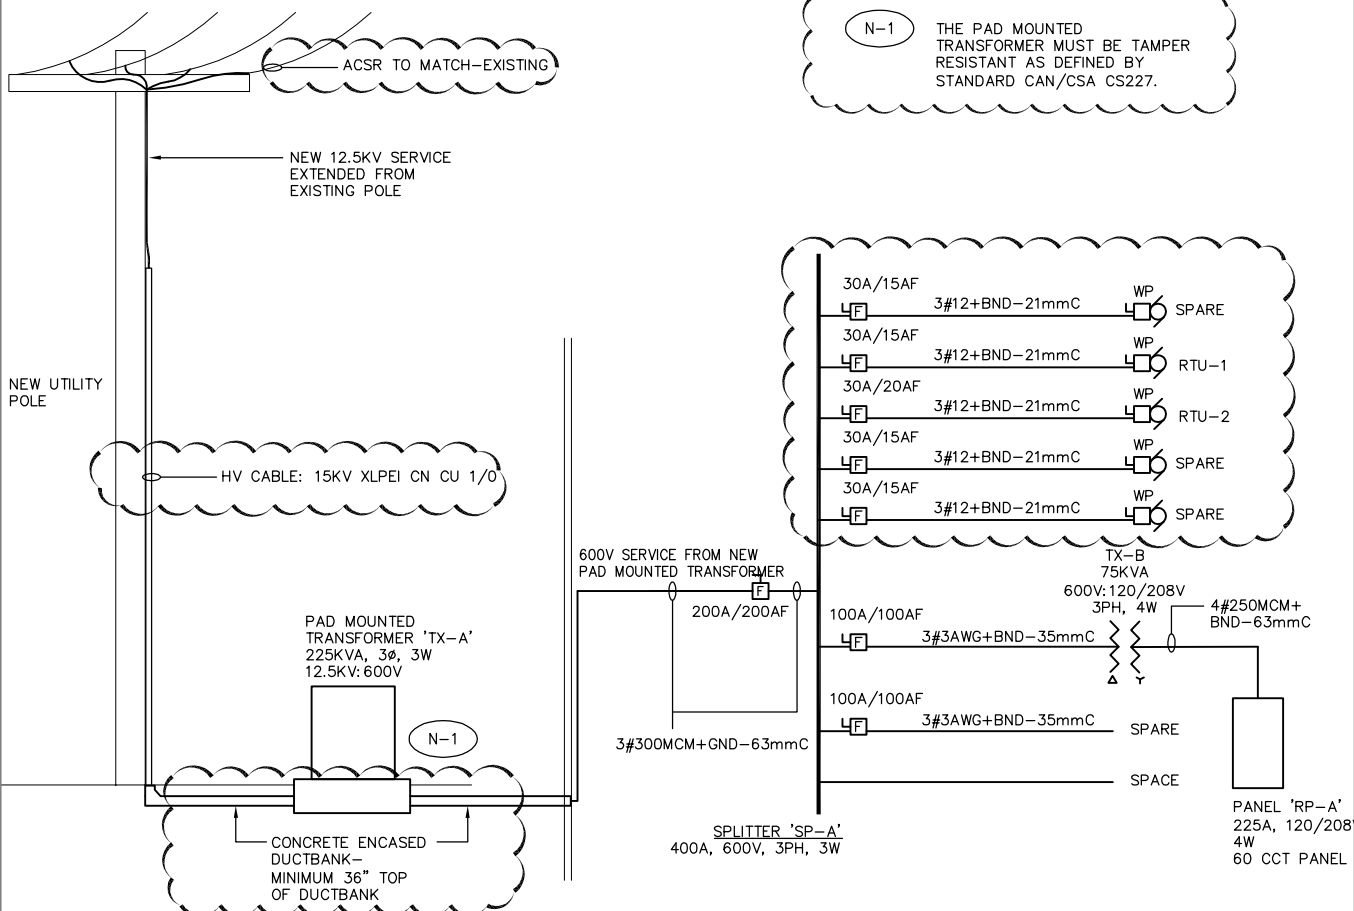 N-1
THE PAD MOUNTED
TRANSFORMER MUST BE TAMPER
RESISTANT AS DEFINED BY
STANDARD CAN/CSA CS227.
ACSR TO MATCH-EXISTING
NEW 12.5KV SERVICE
EXTENDED FROM
EXISTING POLE
NEW UTILITY
POLE
HV CABLE: 15KV XLPEI CN CU 1/0
30A/15AF
F
3#12+BND-21mmC
WP
SPARE
30A/15AF
F
3#12+BND-21mmC
WP
RTU-1
30A/20AF
F
3#12+BND-21mmC
WP
RTU-2
30A/15AF
F
3#12+BND-21mmC
WP
SPARE
30A/15AF
F
3#12+BND-21mmC
WP
SPARE
600V SERVICE FROM NEW
PAD MOUNTED TRANSFORMER
F
200A/200AF
3#300MCM+GND-63mmC
TX-B
75KVA
600V:120/208V
3PH, 4W
100A/100AF
F
3#3AWG+BND-35mmC
4#250MCM+
BND-63mmC
100A/100AF
F
3#3AWG+BND-35mmC
SPARE
SPACE
PAD MOUNTED
TRANSFORMER 'TX-A'
225KVA, 3ø, 3W
12.5KV:600V
N-1
CONCRETE ENCASED
DUCTBANK-
MINIMUM 36" TOP
OF DUCTBANK
SPLITTER 'SP-A'
400A, 600V, 3PH, 3W
PANEL 'RP-A'
225A, 120/208
4W
60 CCT PANEL